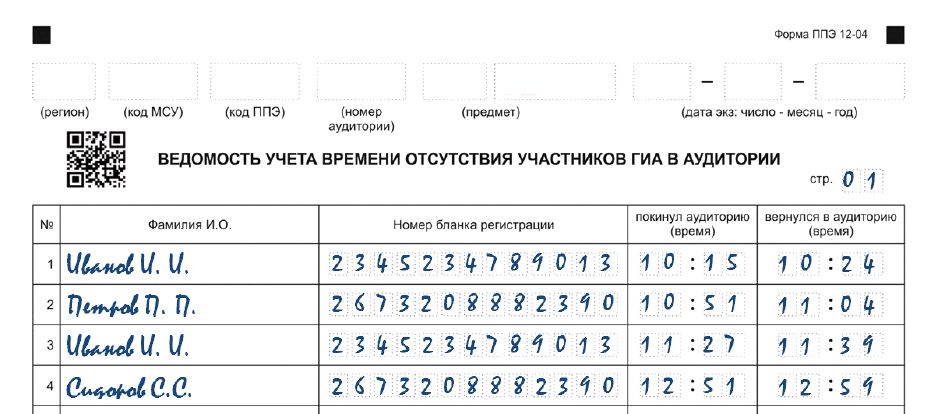 Форма ППЭ 12-04
(регион) (код МСУ) (код ППЭ) (номер аудитории) (предмет) (дата экз: число - месяц - год)
ВЕДОМОСТЬ УЧЕТА ВРЕМЕНИ ОТСУТСТВИЯ УЧАСТНИКОВ ГИА В АУДИТОРИИ
стр. 01
№ Фамилия И.О. Номер бланка регистрации покинул аудиторию (время) вернулся в аудиторию (время)
1 Иванов И. И. 2345234789013 10:15 10:24
2 Петров П. П. 2673208882390 10:51 11:04
3 Иванов И. И. 2345234789013 11:27 11:39
4 Сидоров С.С. 2673208882390 12:51 12:59